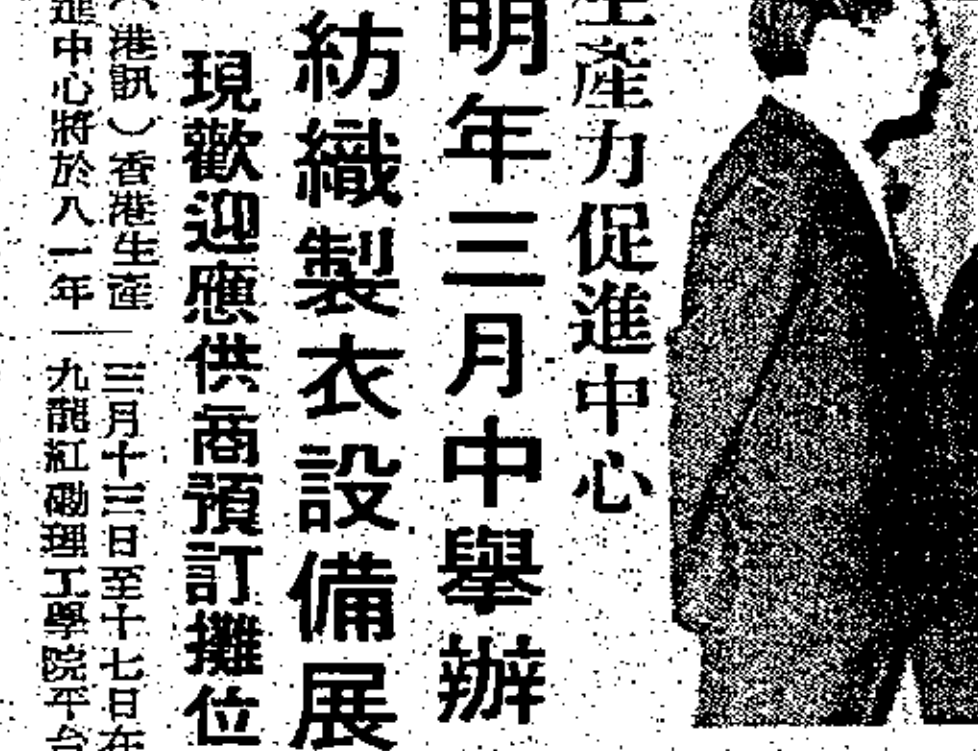 生產力促進中心
明年三月中舉辦
紡織製衣設備展
現歡迎應供商預訂攤位
（港訊）香港生產
進中心將於八一年
三月十三日至十七日在
九龍紅磡理工學院平台